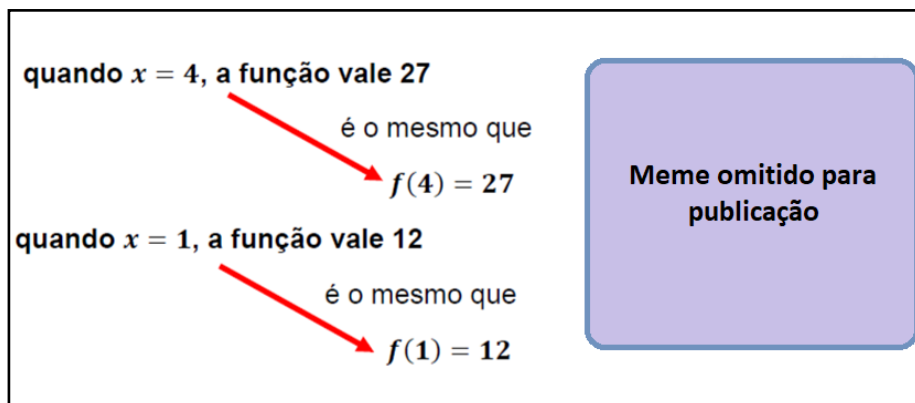 quando x = 4, a função vale 27
é o mesmo que
f(4) = 27
quando x = 1, a função vale 12
é o mesmo que
f(1) = 12
Meme omitido para
publicação